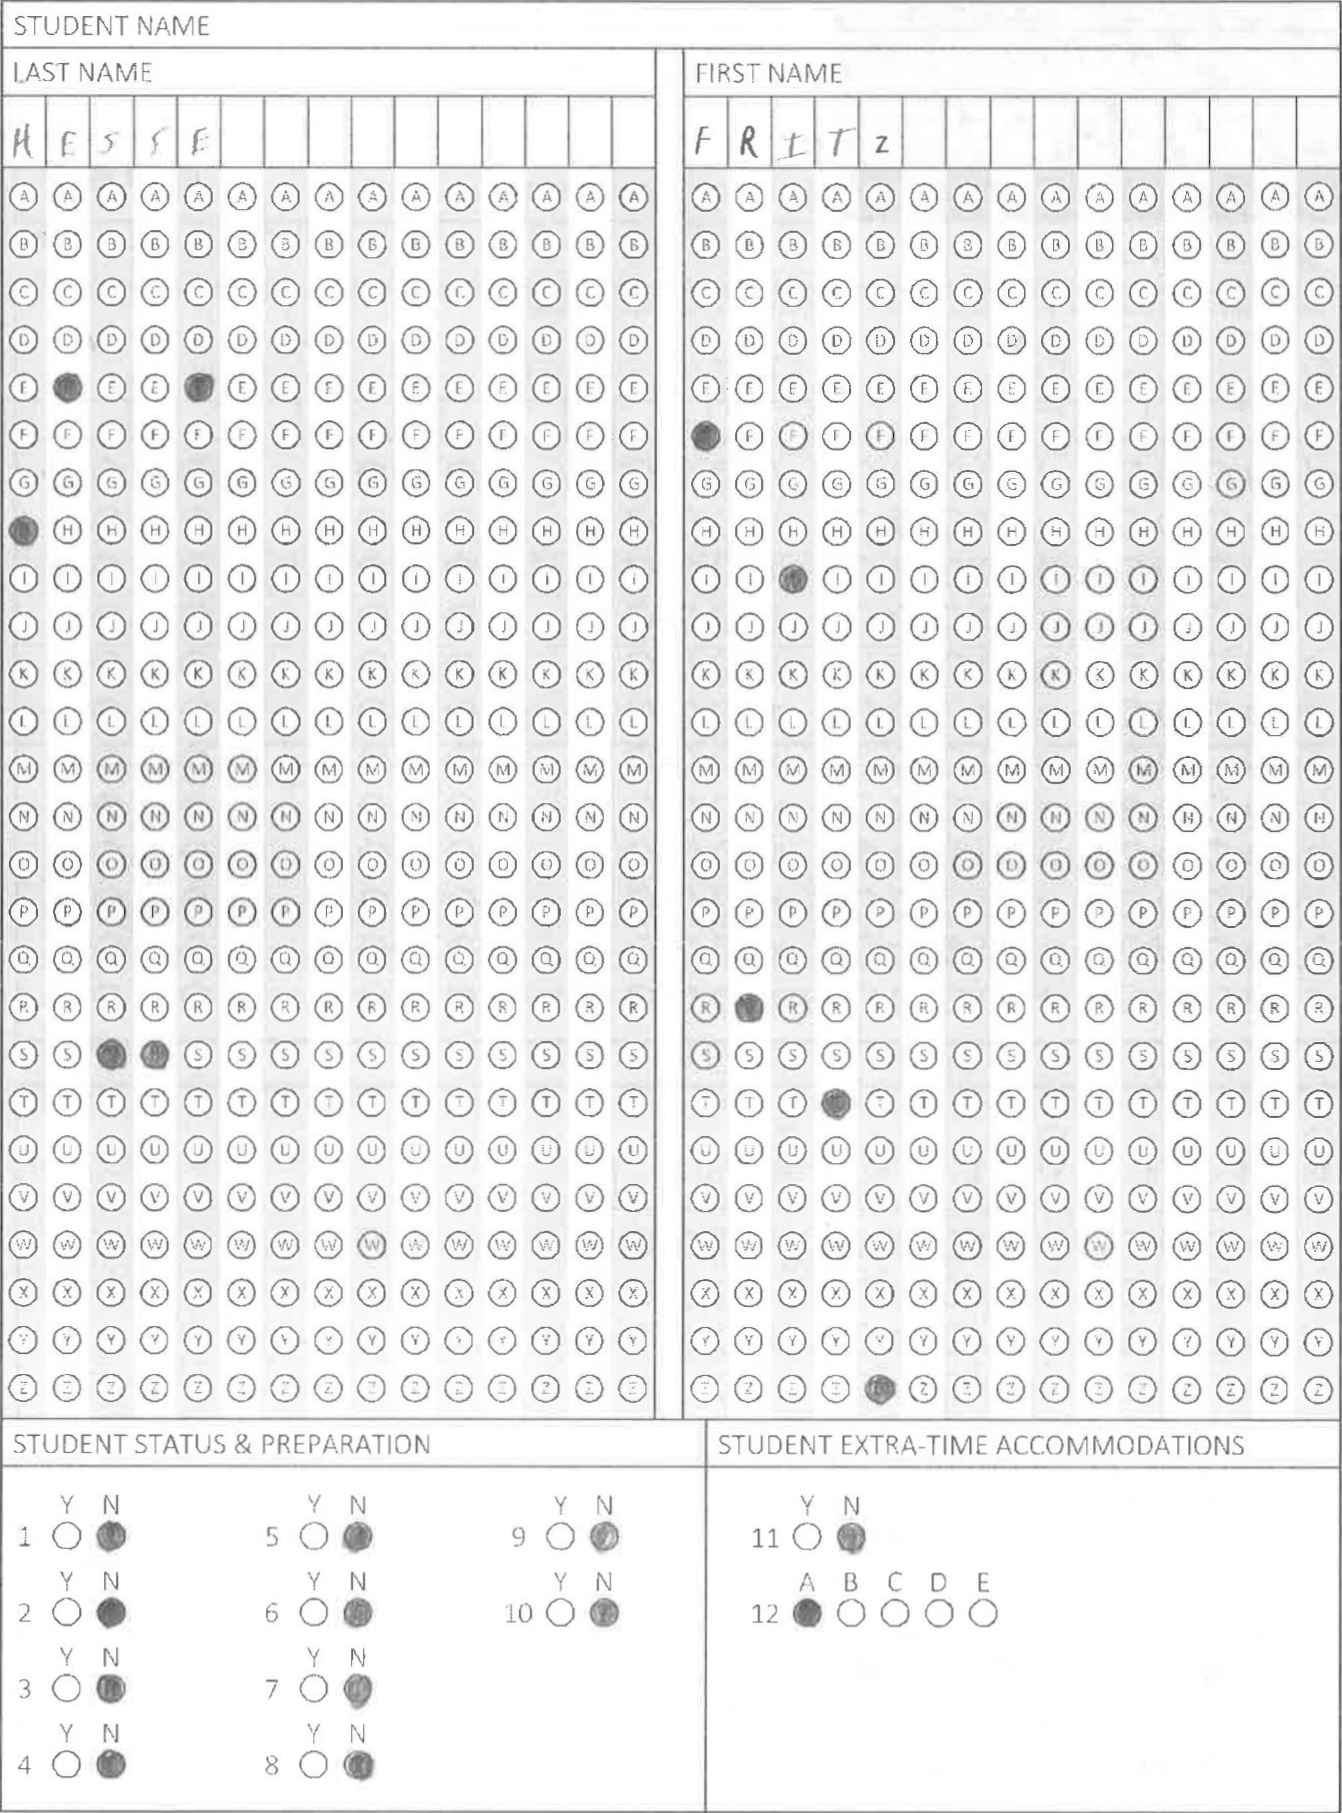 STUDENT NAME
LAST NAME FIRST NAME
H E S S E F R I T Z
A A A A A A A A A A A A A A A A A A A A A A A A A A A A A A
B B B B B B B B B B B B B B B B B B B B B B B B B B B B B B
C C C C C C C C C C C C C C C C C C C C C C C C C C C C C C
D D D D D D D D D D D D D D D D D D D D D D D D D D D D D D
E E E E E E E E E E E E E E E E E E E E E E E E E E E E
F F F F F F F F F F F F F F F F F F F F F F F F F F F F F
G G G G G G G G G G G G G G G G G G G G G G G G G G G G G G
H H H H H H H H H H H H H H H H H H H H H H H H H H H H H
I I I I I I I I I I I I I I I I I I I I I I I I I I I I I
J J J J J J J J J J J J J J J J J J J J J J J J J J J J J J
K K K K K K K K K K K K K K K K K K K K K K K K K K K K K K
L L L L L L L L L L L L L L L L L L L L L L L L L L L L L L
M M M M M M M M M M M M M M M M M M M M M M M M M M M M M M
N N N N N N N N N N N N N N N N N N N N N N N N N N N N N N
O O O O O O O O O O O O O O O O O O O O O O O O O O O O O O
P P P P P P P P P P P P P P P P P P P P P P P P P P P P P P
Q Q Q Q Q Q Q Q Q Q Q Q Q Q Q Q Q Q Q Q Q Q Q Q Q Q Q Q Q Q
R R R R R R R R R R R R R R R R R R R R R R R R R R R R R
S S S S S S S S S S S S S S S S S S S S S S S S S S S S
T T T T T T T T T T T T T T T T T T T T T T T T T T T T T
U U U U U U U U U U U U U U U U U U U U U U U U U U U U U U
V V V V V V V V V V V V V V V V V V V V V V V V V V V V V V
W W W W W W W W W W W W W W W W W W W W W W W W W W W W W W
X X X X X X X X X X X X X X X X X X X X X X X X X X X X X X
Y Y Y Y Y Y Y Y Y Y Y Y Y Y Y Y Y Y Y Y Y Y Y Y Y Y Y Y Y Y
Z Z Z Z Z Z Z Z Z Z Z Z Z Z Z Z Z Z Z Z Z Z Z Z Z Z Z Z Z
STUDENT STATUS & PREPARATION STUDENT EXTRA-TIME ACCOMMODATIONS
Y N Y N Y N Y N
1 5 9 11
Y N Y N Y N A B C D E
2 6 10 12
Y N Y N
3 7
Y N Y N
4 8